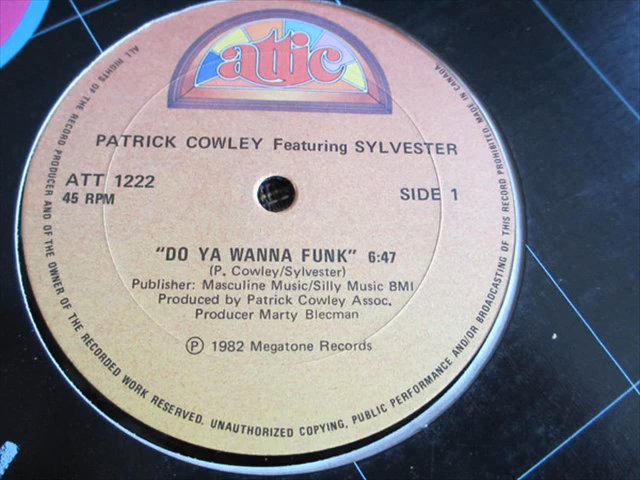 attic
PATRICK COWLEY Featuring SYLVESTER
ATT 1222
45 RPM
SIDE 1
"DO YA WANNA FUNK" 6:47
(P. Cowley/Sylvester)
Publisher: Masculine Music/Silly Music BMI
Produced by Patrick Cowley Assoc.
Producer Marty Blecman
℗ 1982 Megatone Records
ALL RIGHTS OF THE RECORD PRODUCER AND OF THE OWNER OF THE RECORDED WORK RESERVED. UNAUTHORIZED COPYING, PUBLIC PERFORMANCE AND/OR BROADCASTING OF THIS RECORD PROHIBITED. MADE IN CANADA